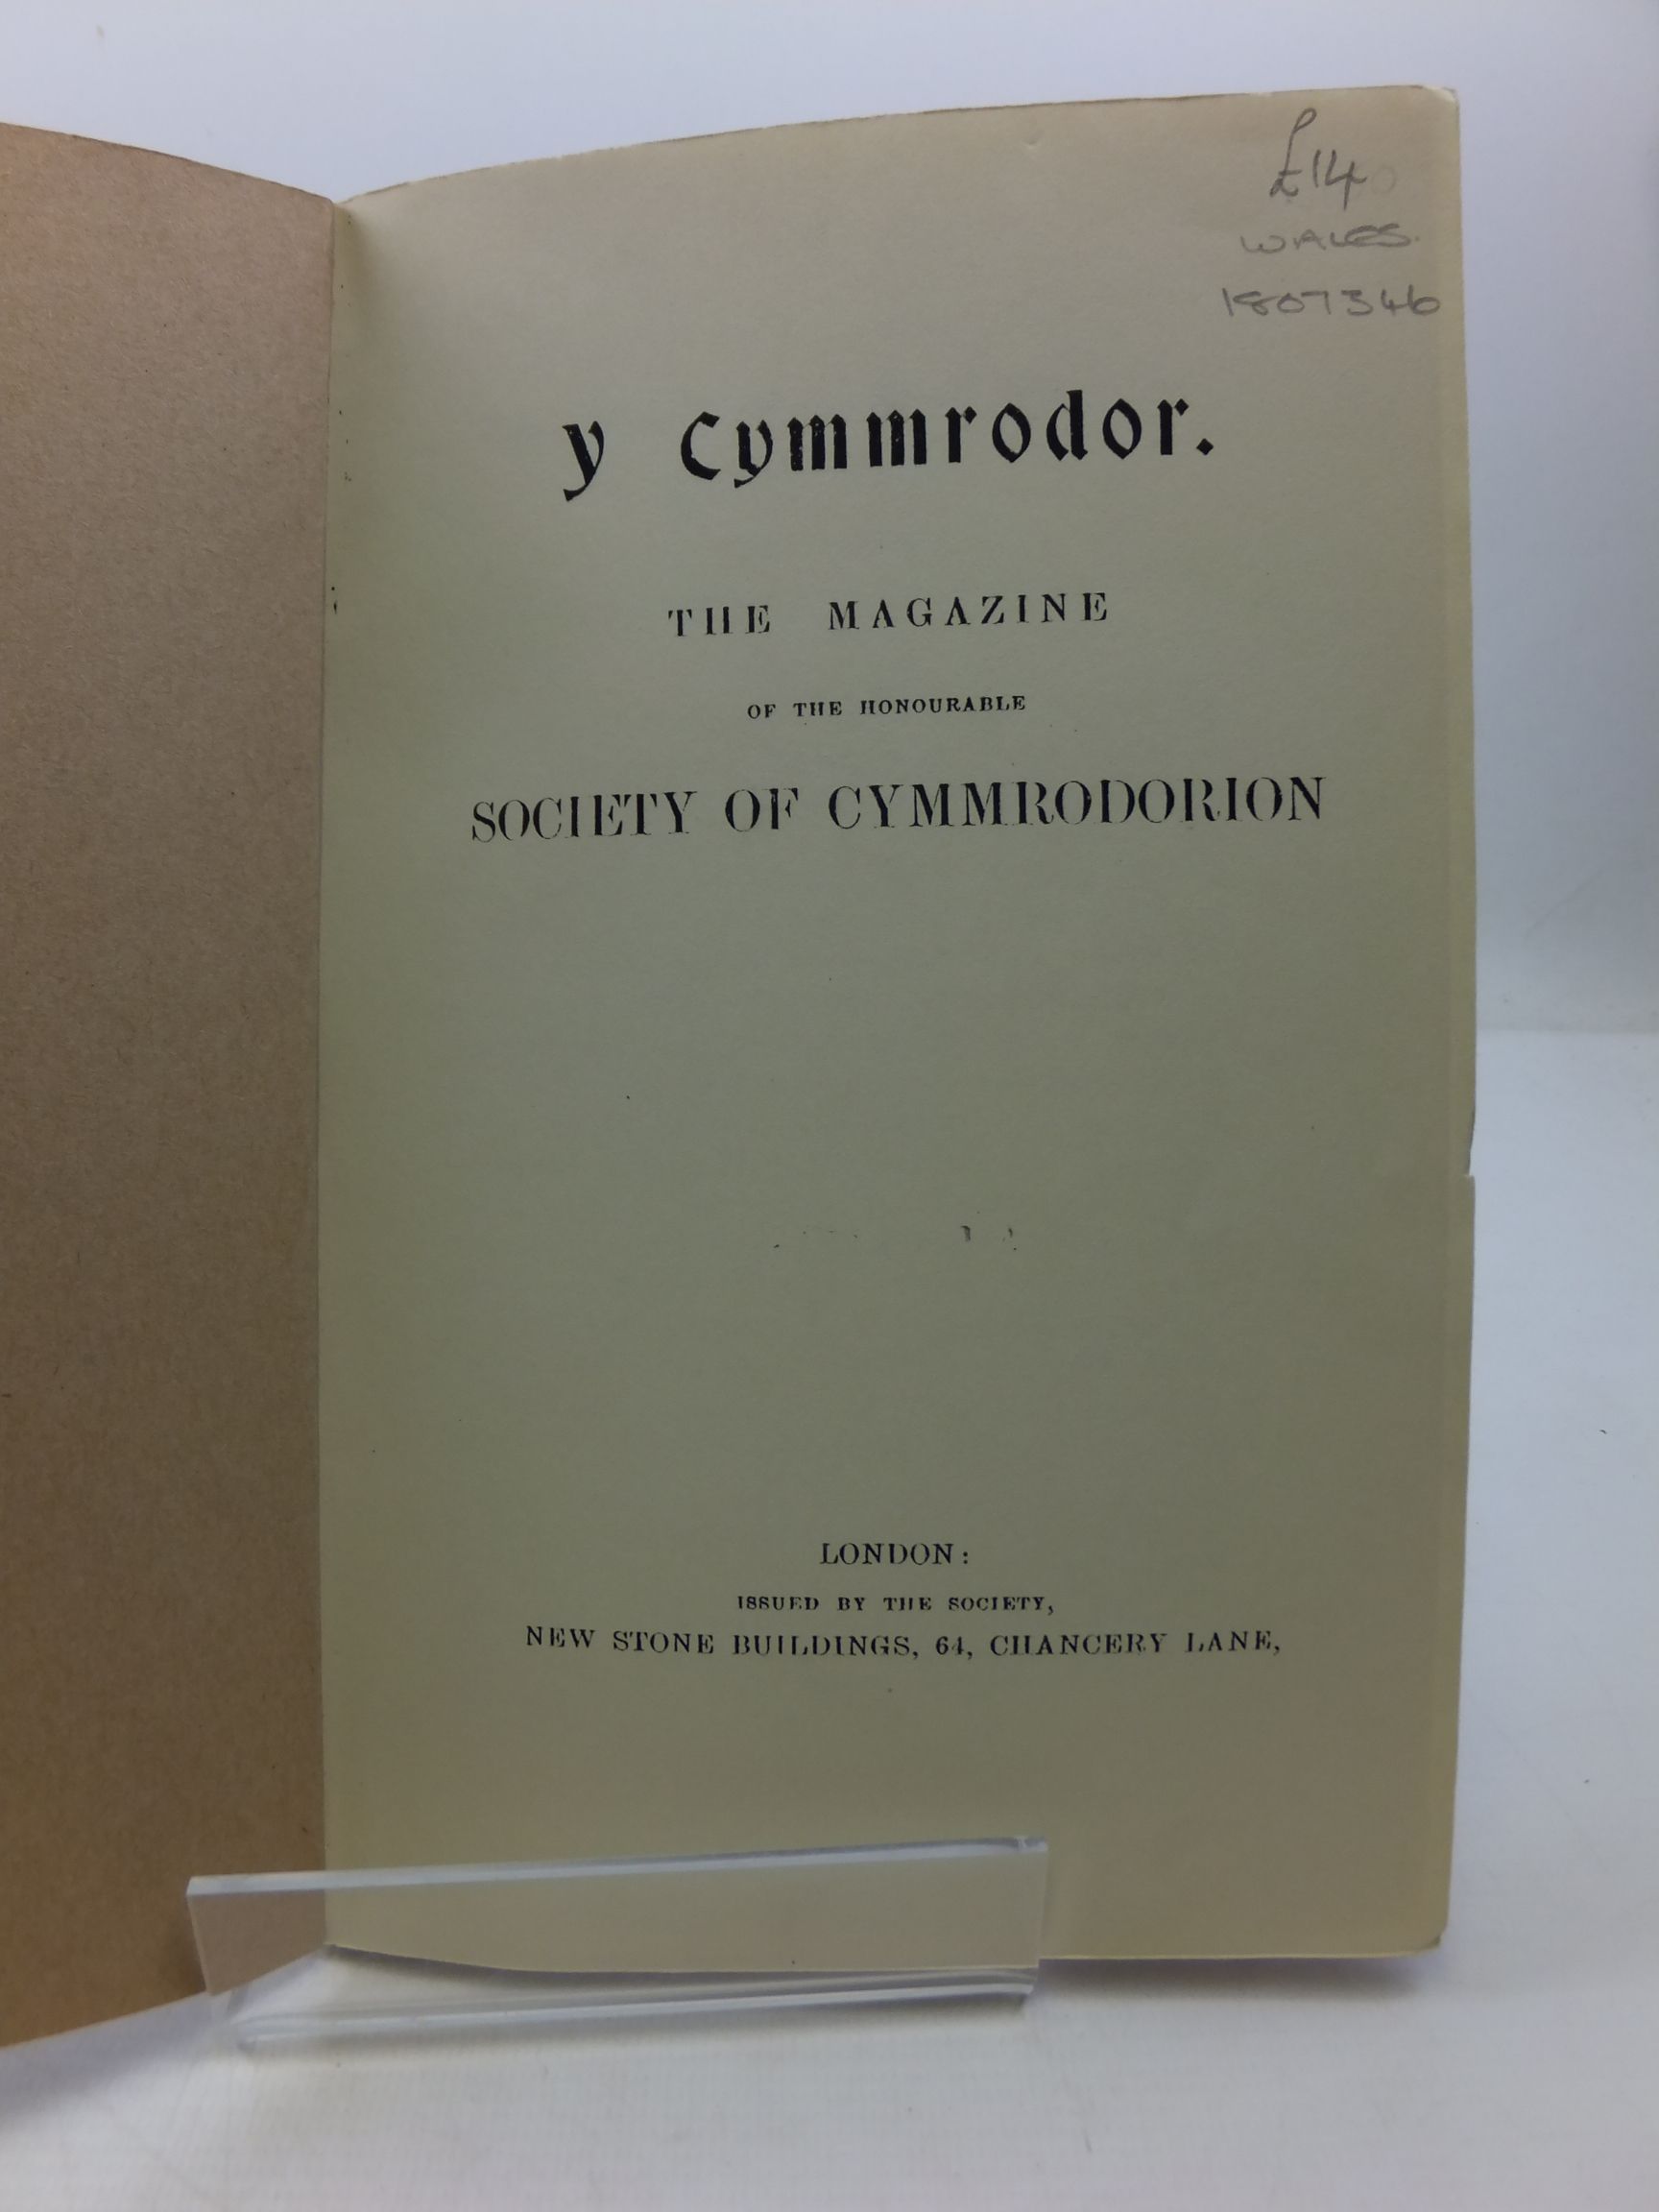 £14
WALES.
1807346
y Cymmrodor.
THE MAGAZINE
OF THE HONOURABLE
SOCIETY OF CYMMRODORION
LONDON:
ISSUED BY THE SOCIETY,
NEW STONE BUILDINGS, 64, CHANCERY LANE,